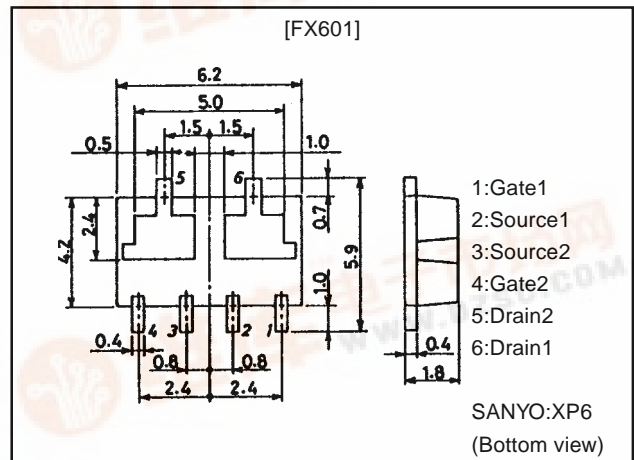 [FX601]
6.2
5.0
1.5 1.5
0.5 1.0
5 6
0.7
2.4
4.2
5.9
1.0
4 3 2 1
0.4
0.8 0.8
2.4 2.4
0.4
1.8
1:Gate1
2:Source1
3:Source2
4:Gate2
5:Drain2
6:Drain1
SANYO:XP6
(Bottom view)